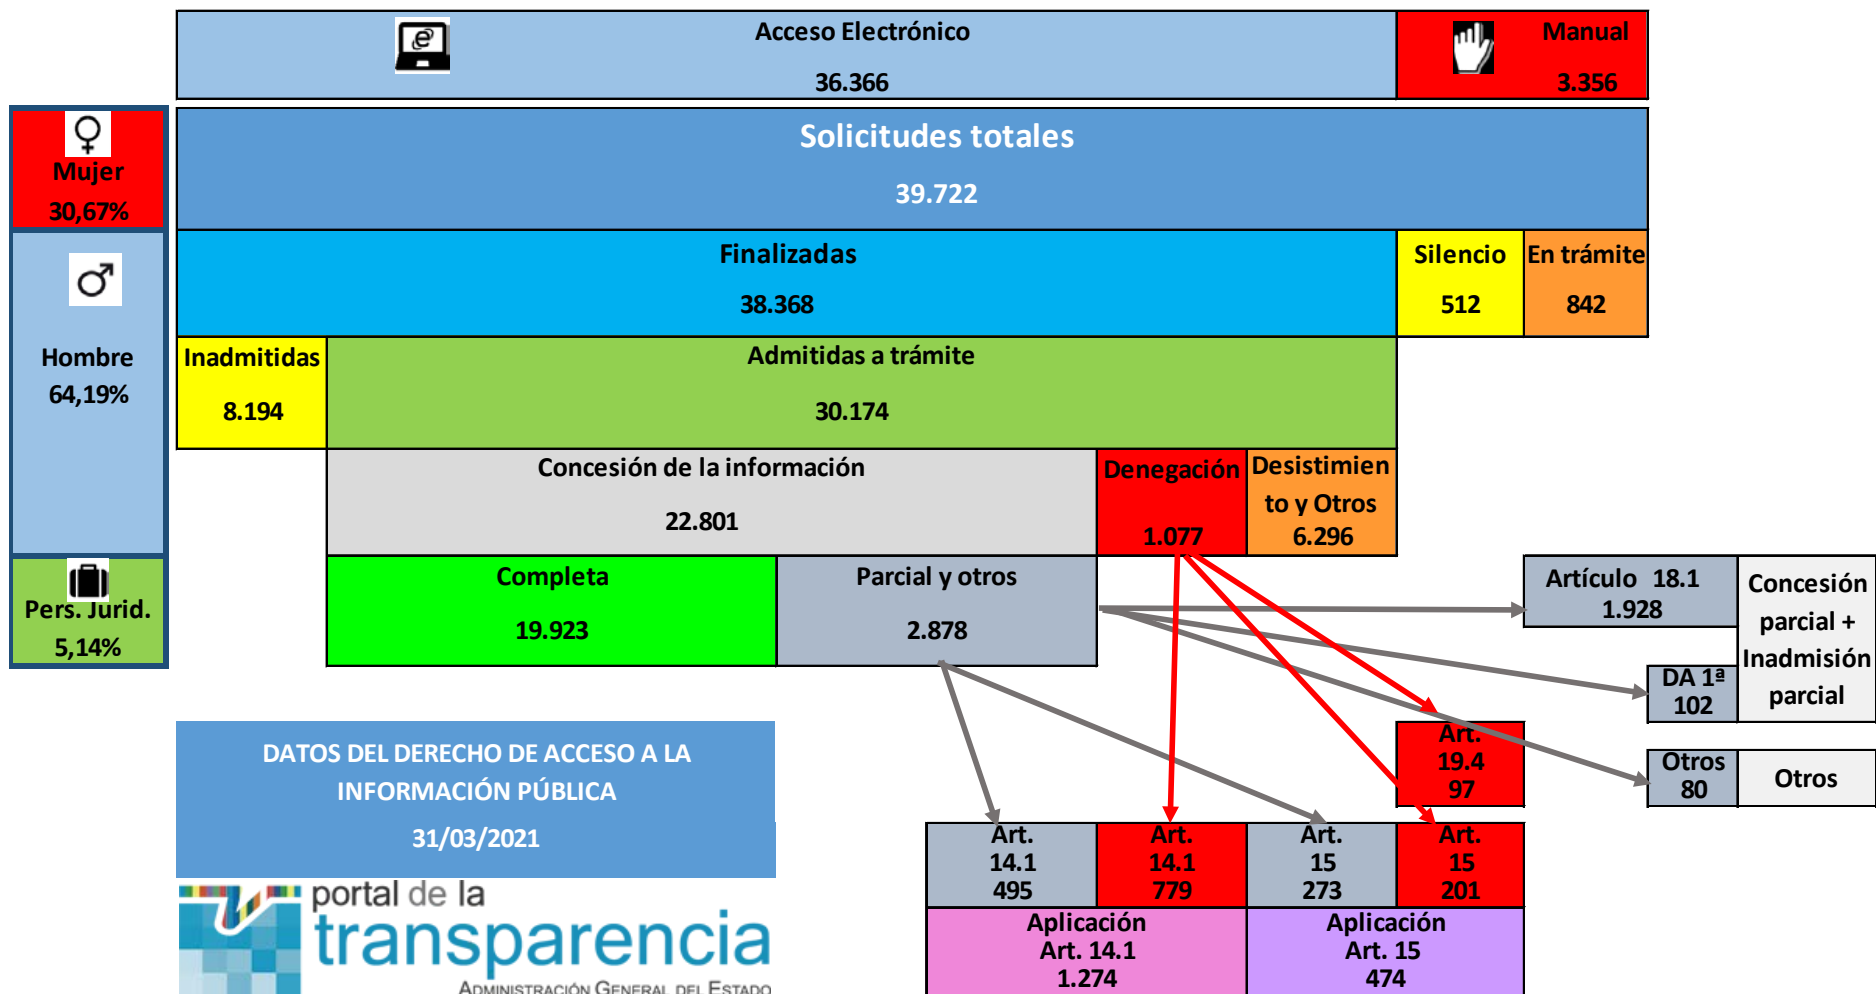 Acceso Electrónico
36.366
Manual
3.356
Mujer
30,67%
Hombre
64,19%
Pers. Jurid.
5,14%
Solicitudes totales
39.722
Finalizadas
38.368
Silencio
512
En trámite
842
Inadmitidas
8.194
Admitidas a trámite
30.174
Concesión de la información
22.801
Denegación
1.077
Desistimien
to y Otros
6.296
Completa
19.923
Parcial y otros
2.878
Artículo 18.1
1.928
Concesión
parcial +
Inadmisión
parcial
DA 1ª
102
Otros
80
Otros
Art.
19.4
97
Art.
14.1
495
Art.
14.1
779
Art.
15
273
Art.
15
201
Aplicación
Art. 14.1
1.274
Aplicación
Art. 15
474
DATOS DEL DERECHO DE ACCESO A LA
INFORMACIÓN PÚBLICA
31/03/2021
portal de la
transparencia
ADMINISTRACIÓN GENERAL DEL ESTADO